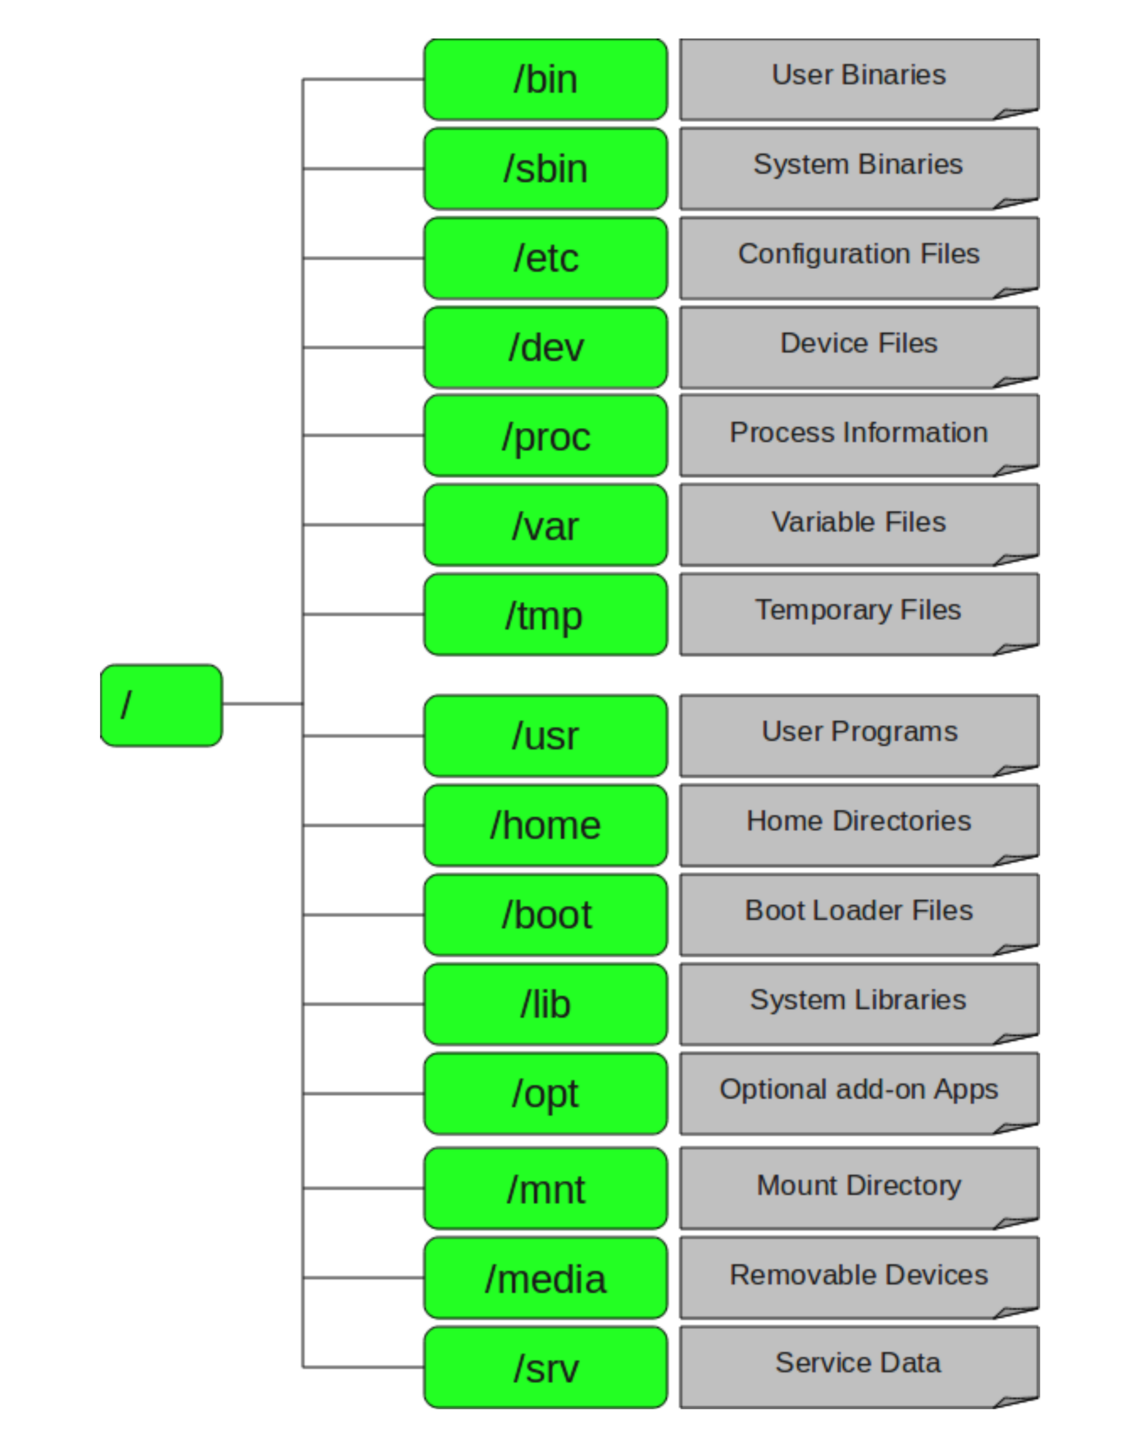 /bin User Binaries
/sbin System Binaries
/etc Configuration Files
/dev Device Files
/proc Process Information
/var Variable Files
/tmp Temporary Files
/
/usr User Programs
/home Home Directories
/boot Boot Loader Files
/lib System Libraries
/opt Optional add-on Apps
/mnt Mount Directory
/media Removable Devices
/srv Service Data